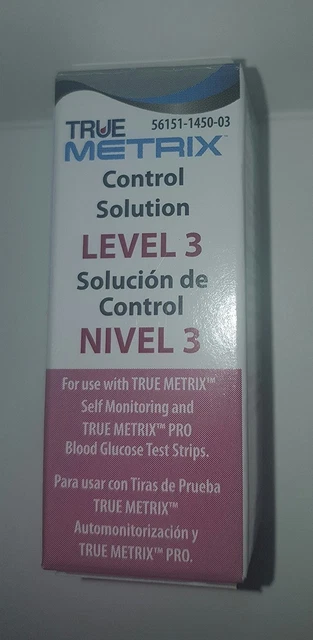 TRUE 56151-1450-03
METRIX™
Control
Solution
LEVEL 3
Solución de
Control
NIVEL 3
For use with TRUE METRIX™
Self Monitoring and
TRUE METRIX™ PRO
Blood Glucose Test Strips.
Para usar con Tiras de Prueba
TRUE METRIX™
Automonitorización y
TRUE METRIX™ PRO.